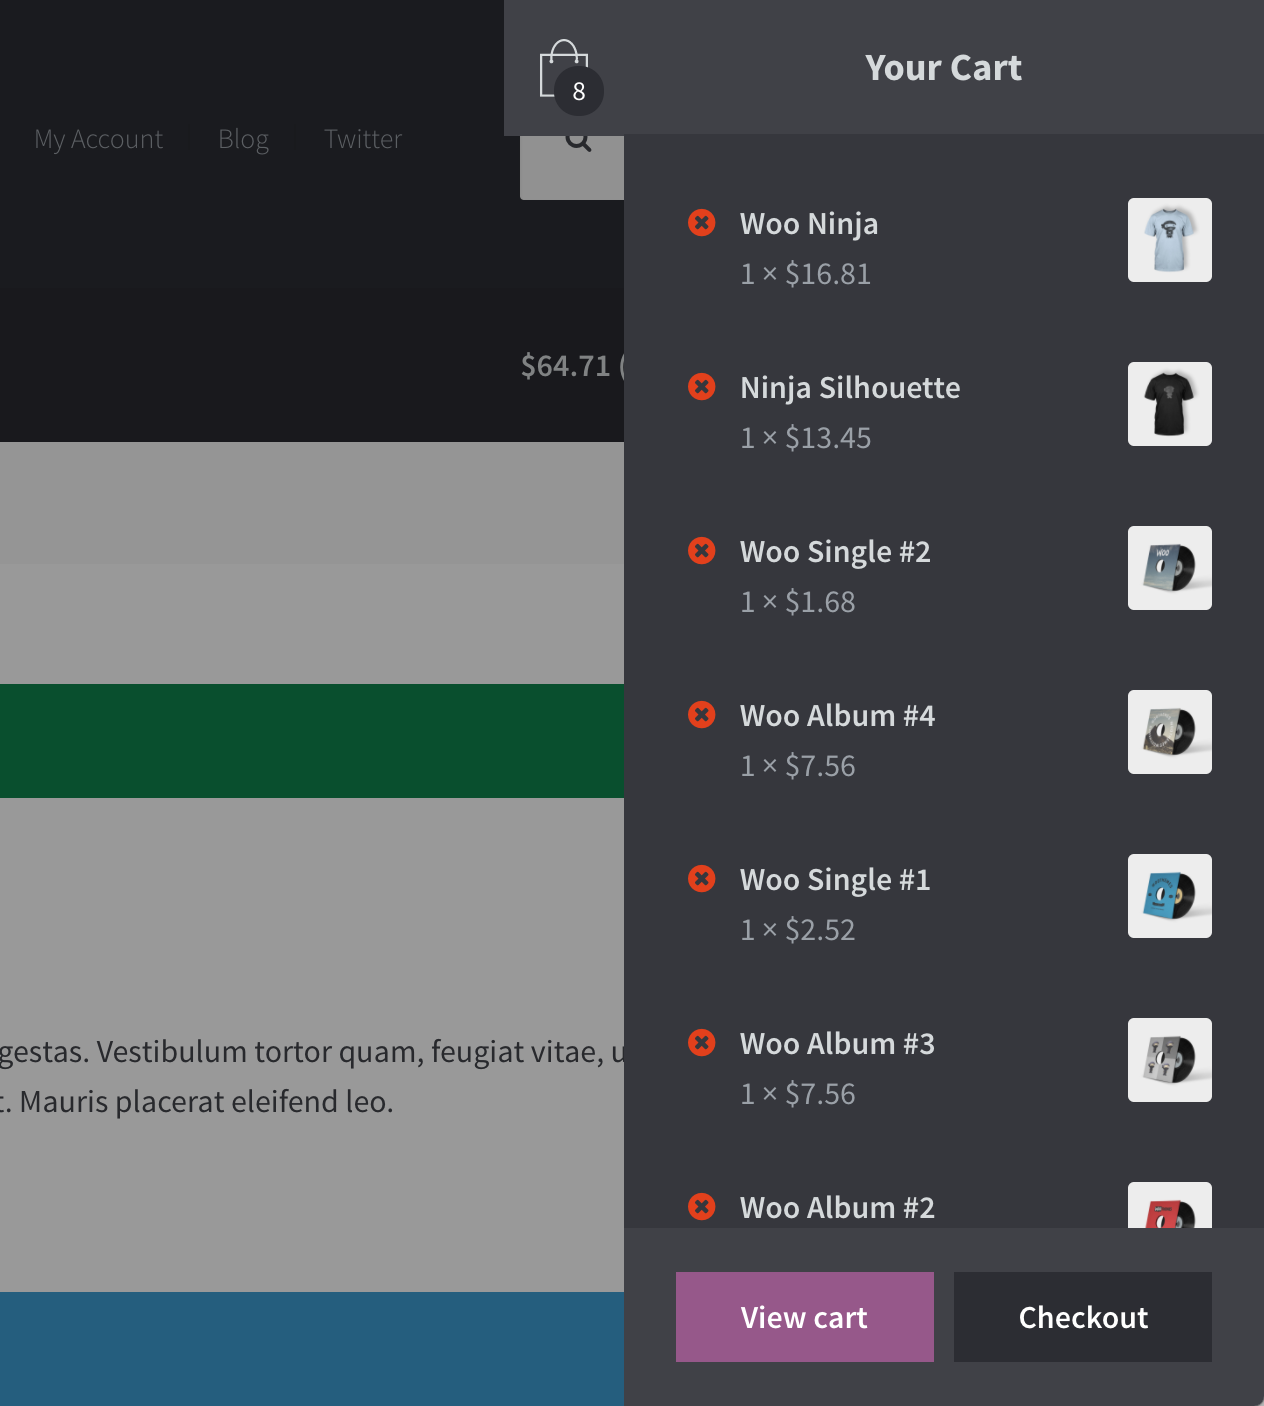 8
Your Cart
My Account
Blog
Twitter
$64.71 (
Woo Ninja
1 × $16.81
Ninja Silhouette
1 × $13.45
Woo Single #2
1 × $1.68
Woo Album #4
1 × $7.56
Woo Single #1
1 × $2.52
Woo Album #3
1 × $7.56
Woo Album #2
gestas. Vestibulum tortor quam, feugiat vitae, u
. Mauris placerat eleifend leo.
View cart
Checkout